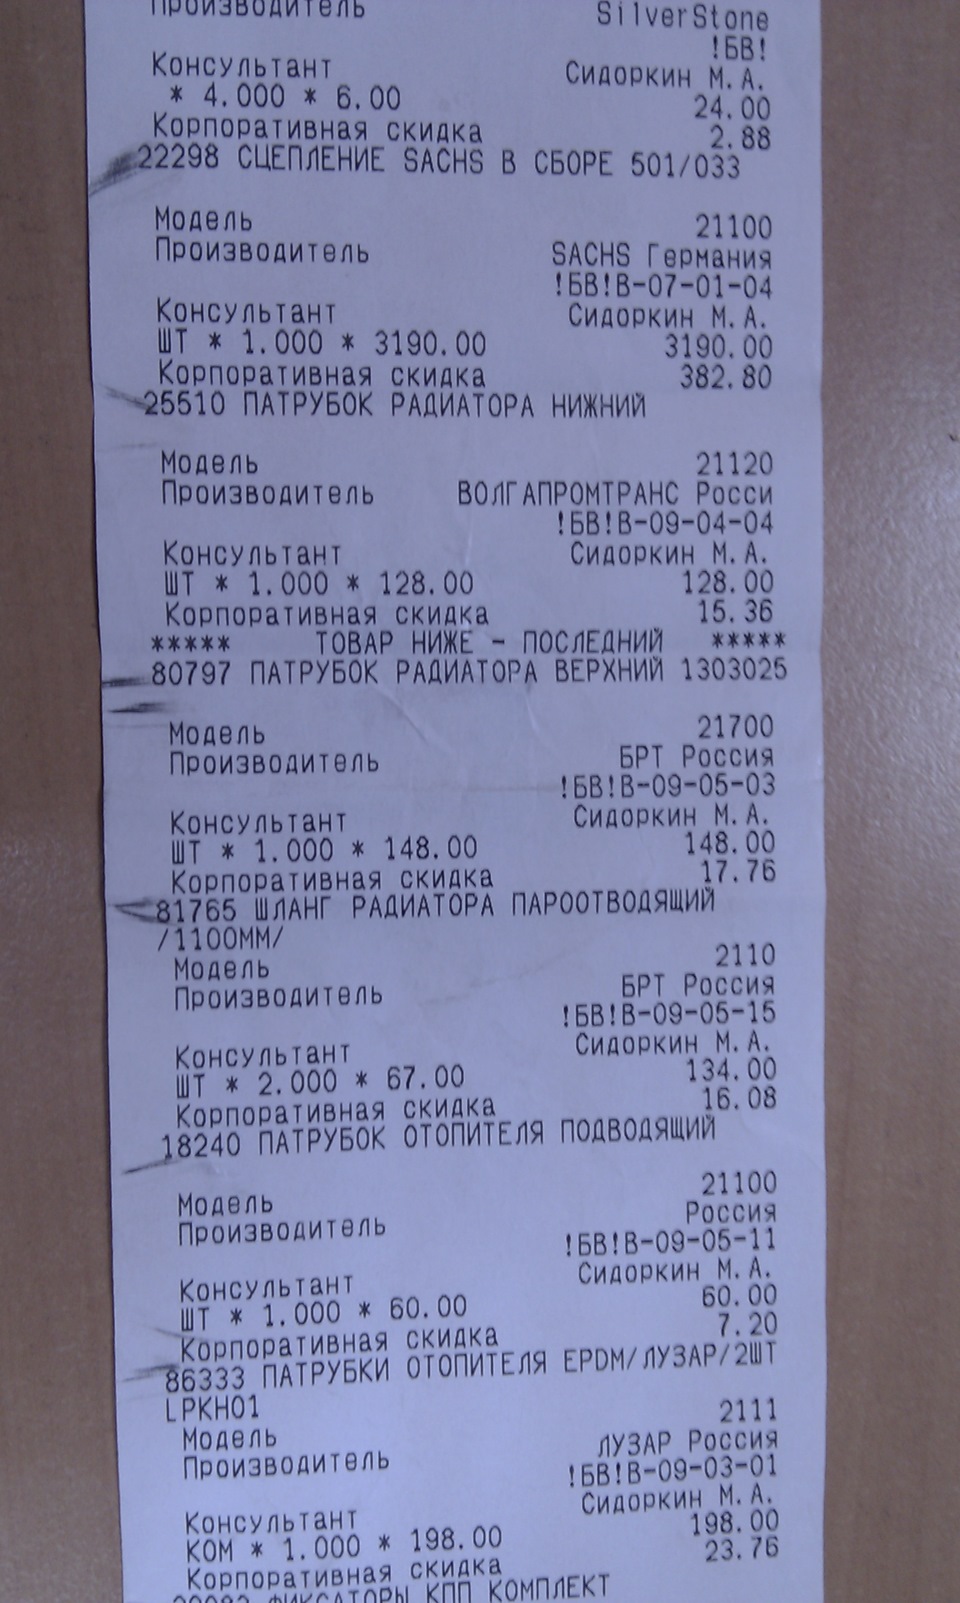 Производитель SilverStone
!БВ!
Консультант Сидоркин М.А.
* 4.000 * 6.00 24.00
Корпоративная скидка 2.88
22298 СЦЕПЛЕНИЕ SACHS В СБОРЕ 501/033
Модель 21100
Производитель SACHS Германия
!БВ!В-07-01-04
Консультант Сидоркин М.А.
ШТ * 1.000 * 3190.00 3190.00
Корпоративная скидка 382.80
25510 ПАТРУБОК РАДИАТОРА НИЖНИЙ
Модель 21120
Производитель ВОЛГАПРОМТРАНС Росси
!БВ!В-09-04-04
Консультант Сидоркин М.А.
ШТ * 1.000 * 128.00 128.00
Корпоративная скидка 15.36
***** ТОВАР НИЖЕ - ПОСЛЕДНИЙ *****
80797 ПАТРУБОК РАДИАТОРА ВЕРХНИЙ 1303025
Модель 21700
Производитель БРТ Россия
!БВ!В-09-05-03
Консультант Сидоркин М.А.
ШТ * 1.000 * 148.00 148.00
Корпоративная скидка 17.76
81765 ШЛАНГ РАДИАТОРА ПАРООТВОДЯЩИЙ
/1100ММ/
Модель 2110
Производитель БРТ Россия
!БВ!В-09-05-15
Консультант Сидоркин М.А.
ШТ * 2.000 * 67.00 134.00
Корпоративная скидка 16.08
18240 ПАТРУБОК ОТОПИТЕЛЯ ПОДВОДЯЩИЙ
Модель 21100
Производитель Россия
!БВ!В-09-05-11
Консультант Сидоркин М.А.
ШТ * 1.000 * 60.00 60.00
Корпоративная скидка 7.20
86333 ПАТРУБКИ ОТОПИТЕЛЯ EPDM/ЛУЗАР/2ШТ
LPKH01
Модель 2111
Производитель ЛУЗАР Россия
!БВ!В-09-03-01
Консультант Сидоркин М.А.
КОМ * 1.000 * 198.00 198.00
Корпоративная скидка 23.76
ФИКСАТОРЫ КПП КОМПЛЕКТ